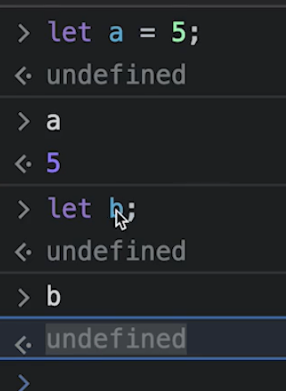 > let a = 5;
<· undefined
> a
<· 5
> let b;
<· undefined
> b
<· undefined
>